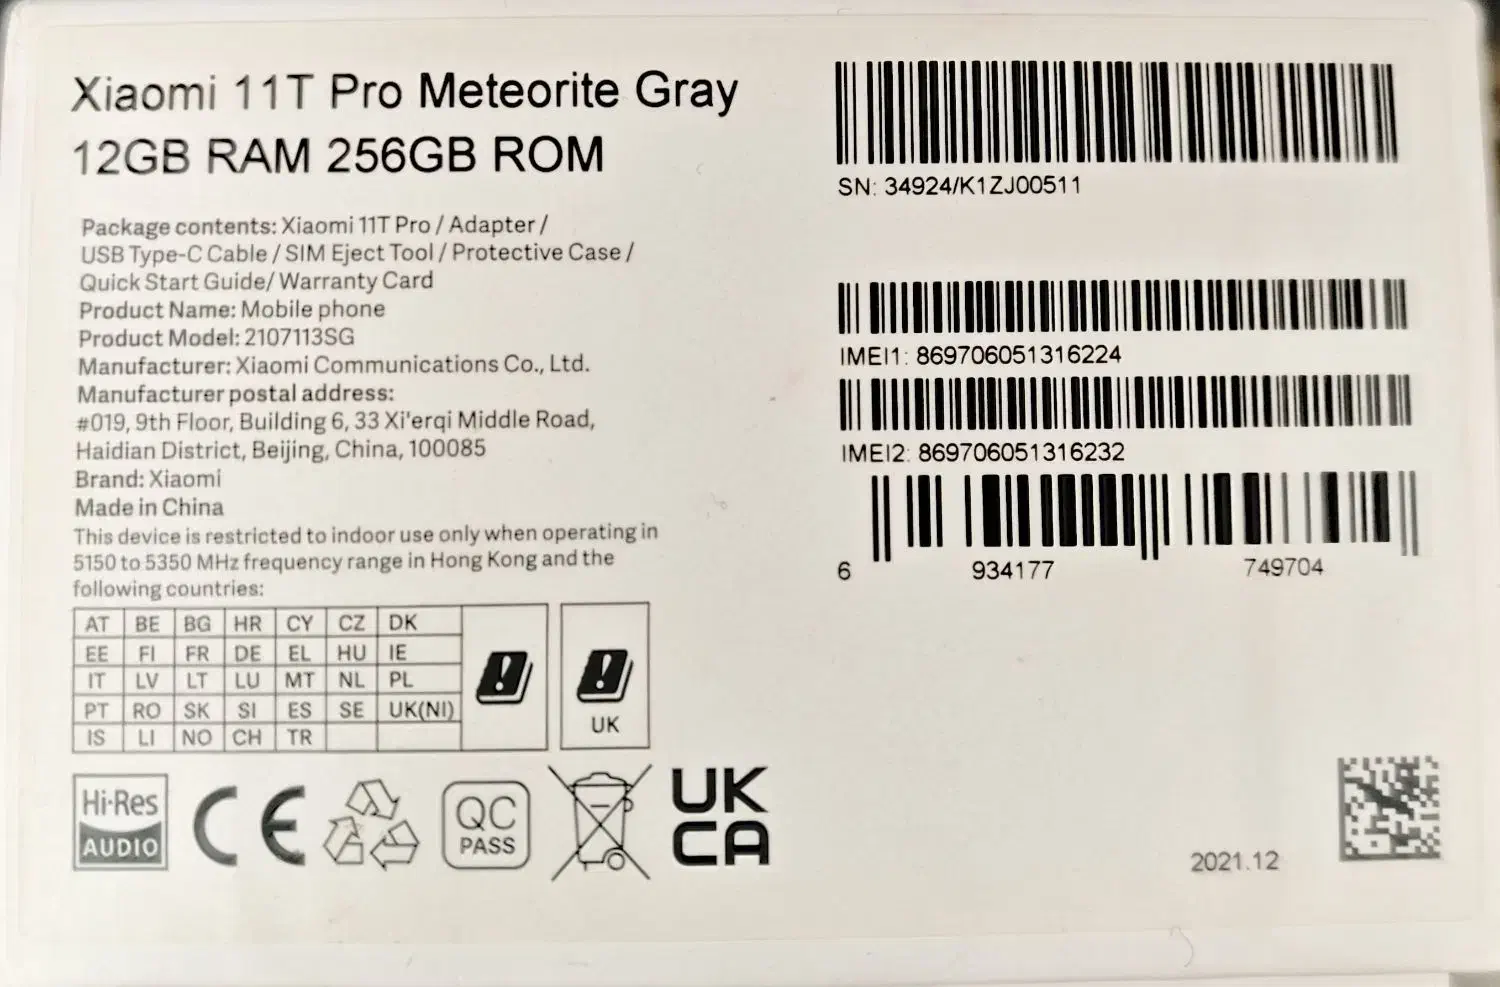 Xiaomi 11T Pro Meteorite Gray
12GB RAM 256GB ROM
Package contents: Xiaomi 11T Pro / Adapter /
USB Type-C Cable / SIM Eject Tool / Protective Case /
Quick Start Guide/ Warranty Card
Product Name: Mobile phone
Product Model: 2107113SG
Manufacturer: Xiaomi Communications Co., Ltd.
Manufacturer postal address:
#019, 9th Floor, Building 6, 33 Xi'erqi Middle Road,
Haidian District, Beijing, China, 100085
Brand: Xiaomi
Made in China
This device is restricted to indoor use only when operating in
5150 to 5350 MHz frequency range in Hong Kong and the
following countries:
AT BE BG HR CY CZ DK
EE FI FR DE EL HU IE
IT LV LT LU MT NL PL
PT RO SK SI ES SE UK(NI)
IS LI NO CH TR
UK
Hi-Res
AUDIO
CE
QC
PASS
UK
CA
SN: 34924/K1ZJ00511
IMEI1: 869706051316224
IMEI2: 869706051316232
6 934177 749704
2021.12